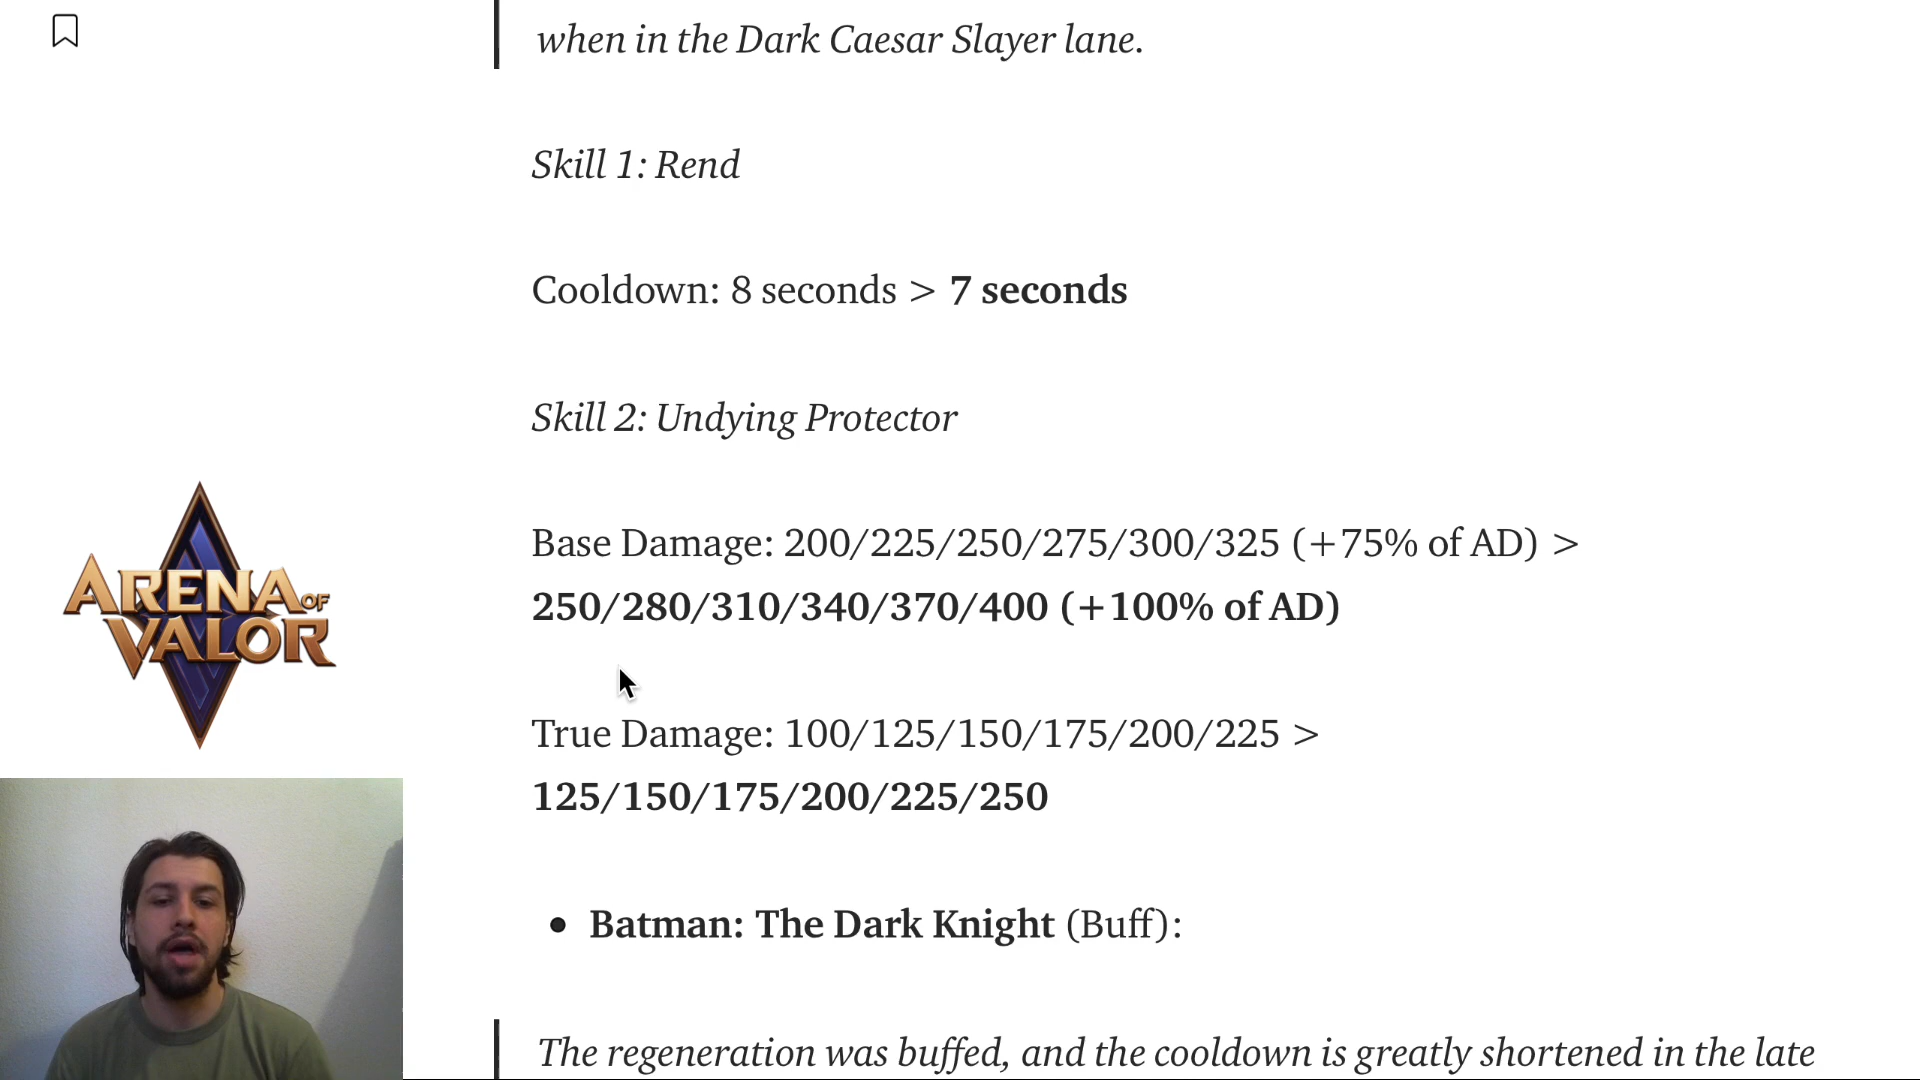 when in the Dark Caesar Slayer lane.
Skill 1: Rend
Cooldown: 8 seconds > 7 seconds
Skill 2: Undying Protector
Base Damage: 200/225/250/275/300/325 (+75% of AD) >
250/280/310/340/370/400 (+100% of AD)
True Damage: 100/125/150/175/200/225 >
125/150/175/200/225/250
• Batman: The Dark Knight (Buff):
The regeneration was buffed, and the cooldown is greatly shortened in the late
ARENA OF
VALOR